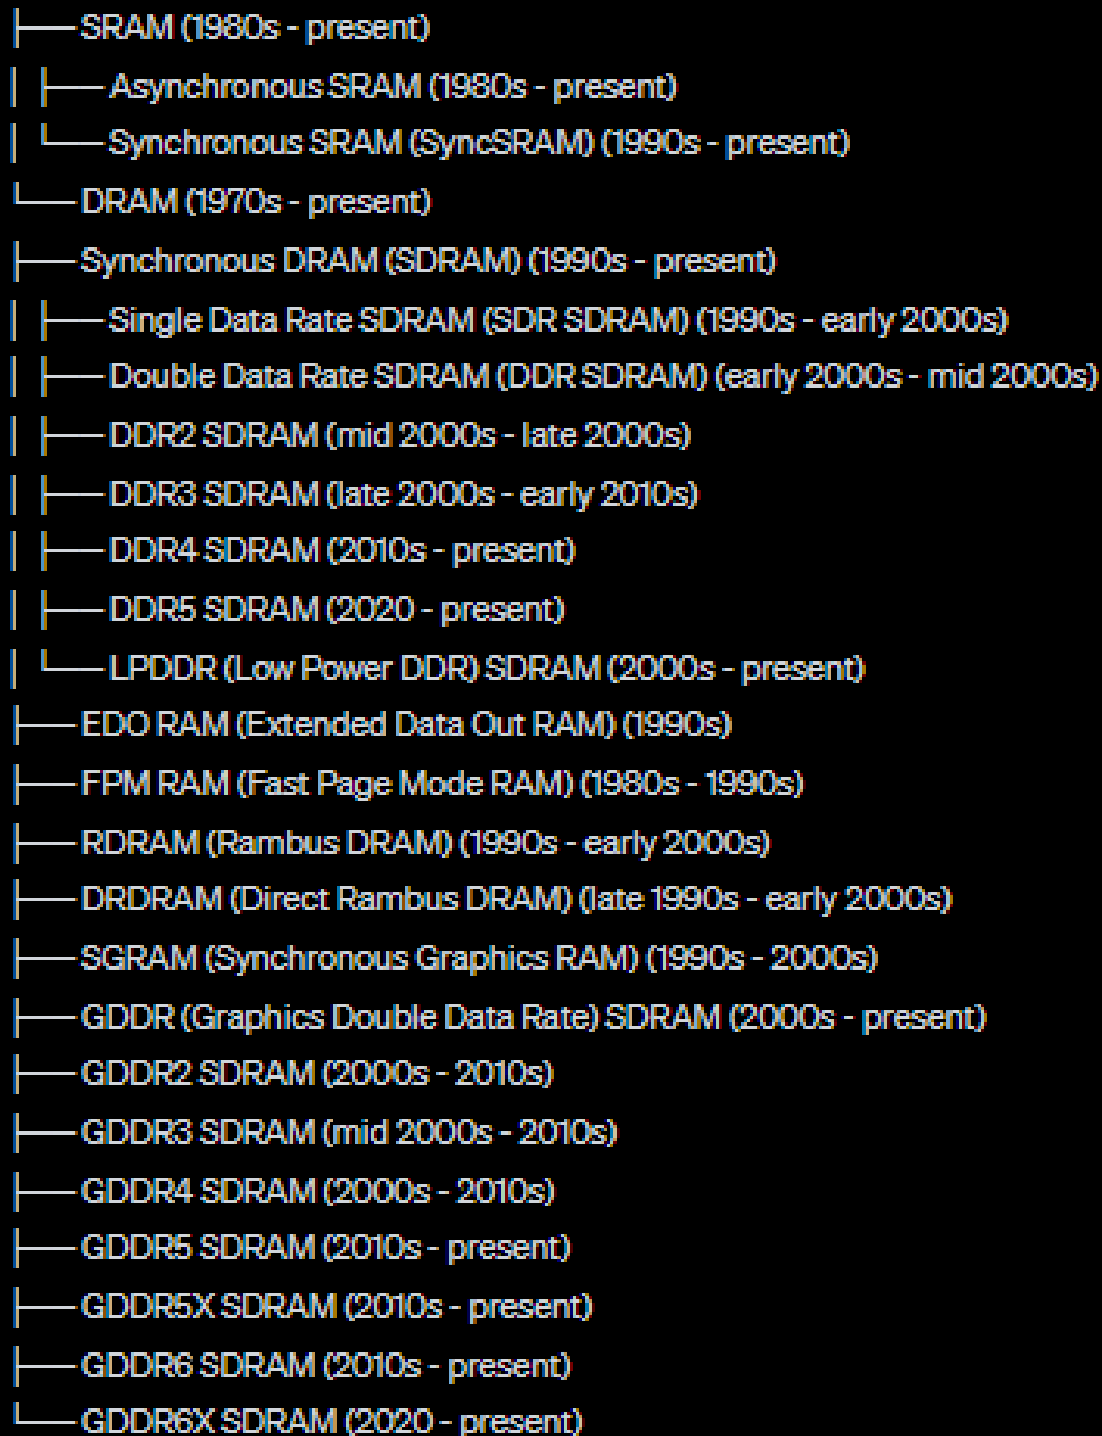 ├── SRAM (1980s - present)
│ ├── Asynchronous SRAM (1980s - present)
│ └── Synchronous SRAM (SyncSRAM) (1990s - present)
└── DRAM (1970s - present)
├── Synchronous DRAM (SDRAM) (1990s - present)
│ ├── Single Data Rate SDRAM (SDR SDRAM) (1990s - early 2000s)
│ ├── Double Data Rate SDRAM (DDR SDRAM) (early 2000s - mid 2000s)
│ ├── DDR2 SDRAM (mid 2000s - late 2000s)
│ ├── DDR3 SDRAM (late 2000s - early 2010s)
│ ├── DDR4 SDRAM (2010s - present)
│ ├── DDR5 SDRAM (2020 - present)
│ └── LPDDR (Low Power DDR) SDRAM (2000s - present)
├── EDO RAM (Extended Data Out RAM) (1990s)
├── FPM RAM (Fast Page Mode RAM) (1980s - 1990s)
├── RDRAM (Rambus DRAM) (1990s - early 2000s)
├── DRDRAM (Direct Rambus DRAM) (late 1990s - early 2000s)
├── SGRAM (Synchronous Graphics RAM) (1990s - 2000s)
├── GDDR (Graphics Double Data Rate) SDRAM (2000s - present)
├── GDDR2 SDRAM (2000s - 2010s)
├── GDDR3 SDRAM (mid 2000s - 2010s)
├── GDDR4 SDRAM (2000s - 2010s)
├── GDDR5 SDRAM (2010s - present)
├── GDDR5X SDRAM (2010s - present)
├── GDDR6 SDRAM (2010s - present)
└── GDDR6X SDRAM (2020 - present)